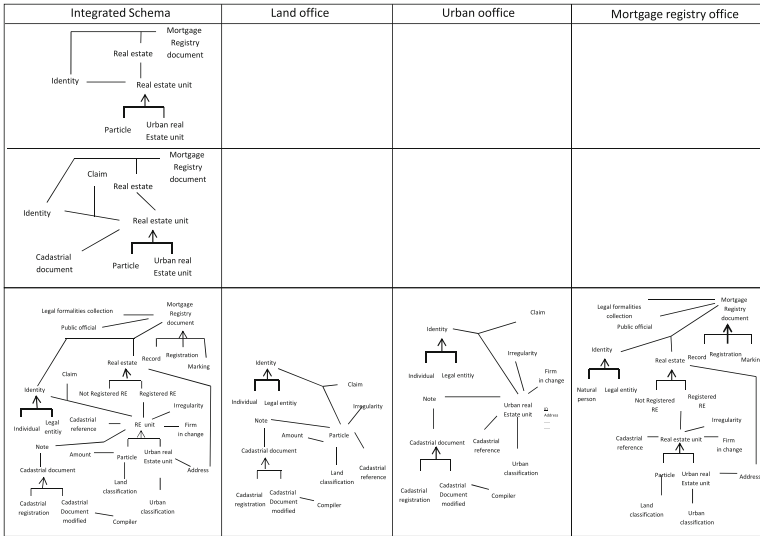 Integrated Schema
Land office
Urban ooffice
Mortgage registry office
Mortgage
Registry
document
Real estate
Identity
Real estate unit
Particle
Urban real
Estate unit
Mortgage
Registry
document
Claim
Real estate
Identity
Real estate unit
Cadastrial
document
Particle
Urban real
Estate unit
Mortgage
Registry
document
Legal formalities collection
Public official
Real estate
Record
Registration
Marking
Claim
Identity
Not Registered RE
Registered RE
Individual
Legal
entitiy
Cadastral
reference
RE unit
Irregularity
Firm
in change
Note
Amount
Particle
Urban real
Estate unit
Cadastrial document
Land
classification
Address
Cadastrial
registration
Cadastrial
Document
modified
Compiler
Urban
classification
Identity
Individual
Legal entitiy
Claim
Irregularity
Note
Amount
Particle
Cadastrial document
Land
classification
Cadastral
reference
Cadastrial
registration
Cadastrial
Document
modified
Compiler
Claim
Identity
Irregularity
Individual
Legal entitiy
Firm
in change
Note
Urban real
Estate unit
Address
Cadastrial document
Cadastral
reference
Urban
classification
Cadastrial
registration
Cadastrial
Document
modified
Compiler
Mortgage
Registry
document
Legal formalities
collection
Public official
Identity
Real estate
Record
Registration
Markin
Natural
person
Legal entitiy
Not Registered
RE
Registered
RE
Irregularity
Cadastral
reference
Real estate unit
Firm
in change
Particle
Urban real
Estate unit
Address
Land
classification
Urban
classification